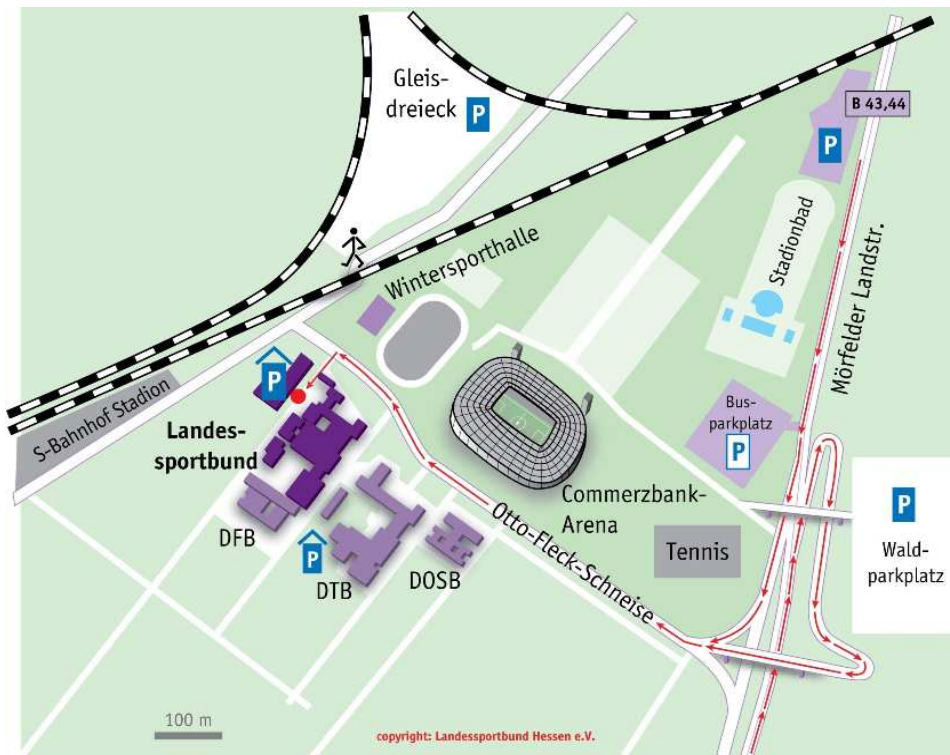 Gleis-
dreieck
P
B 43,44
P
Stadionbad
Mörfelder Landstr.
Wintersporthalle
P
S-Bahnhof Stadion
Landes-
sportbund
Bus-
parkplatz
P
Commerzbank-
Arena
Otto-Fleck-Schneise
Tennis
P
Wald-
parkplatz
DFB
P
DTB
DOSB
100 m
copyright: Landessportbund Hessen e.V.